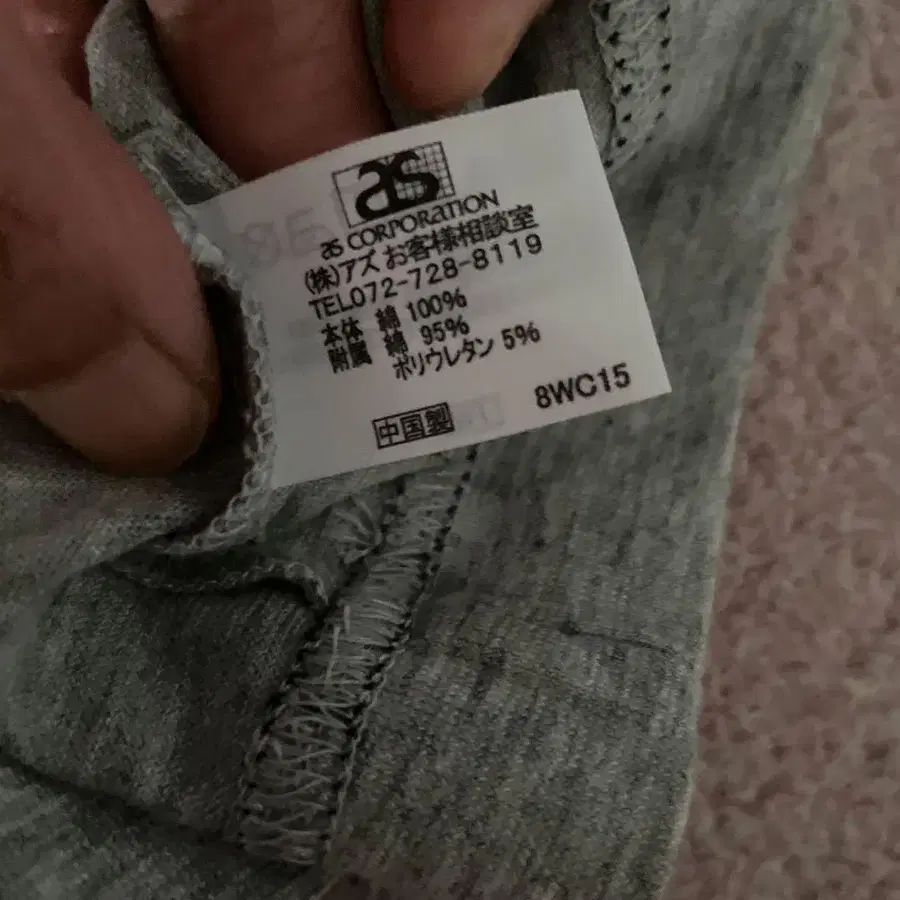 as
as CORPORATION
(株)アズ お客様相談室
TEL072-728-8119
本体 綿 100%
附属 綿 95%
ポリウレタン 5%
中国製
8WC15